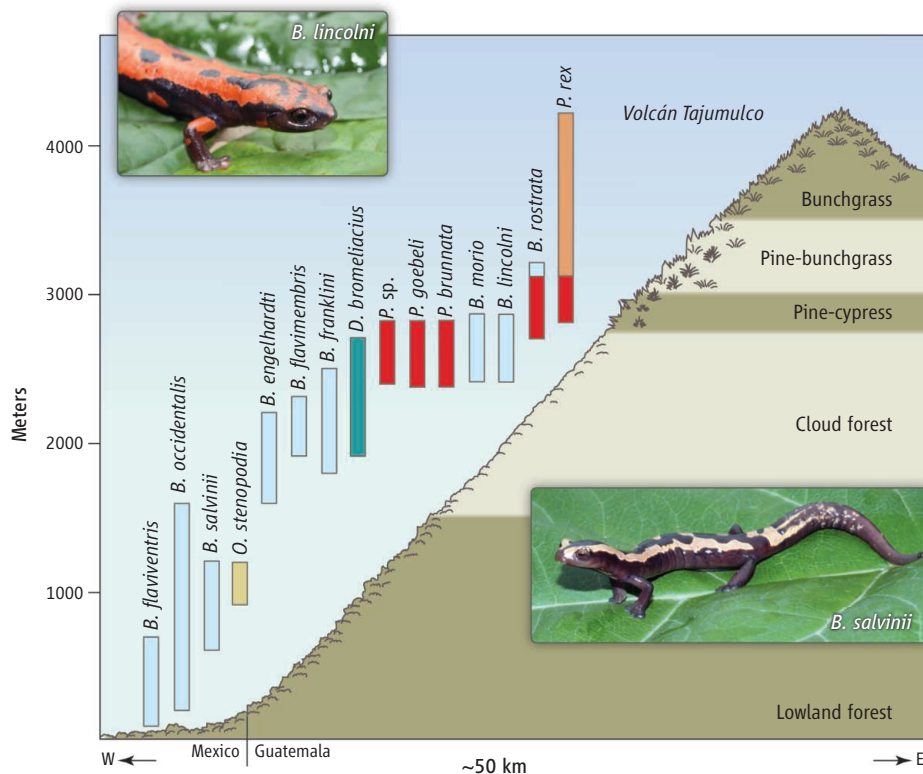 B. lincolni
Volcán Tajumulco
Meters
4000
3000
2000
1000
B. flaviventris
B. occidentalis
B. salvinii
O. stenopodia
B. engelhardti
B. flavimembris
B. franklini
D. bromeliacius
P. sp.
P. goebeli
P. brunnata
B. morio
B. lincolni
B. rostrata
P. rex
Bunchgrass
Pine-bunchgrass
Pine-cypress
Cloud forest
B. salvinii
Lowland forest
W
Mexico
Guatemala
~50 km
E